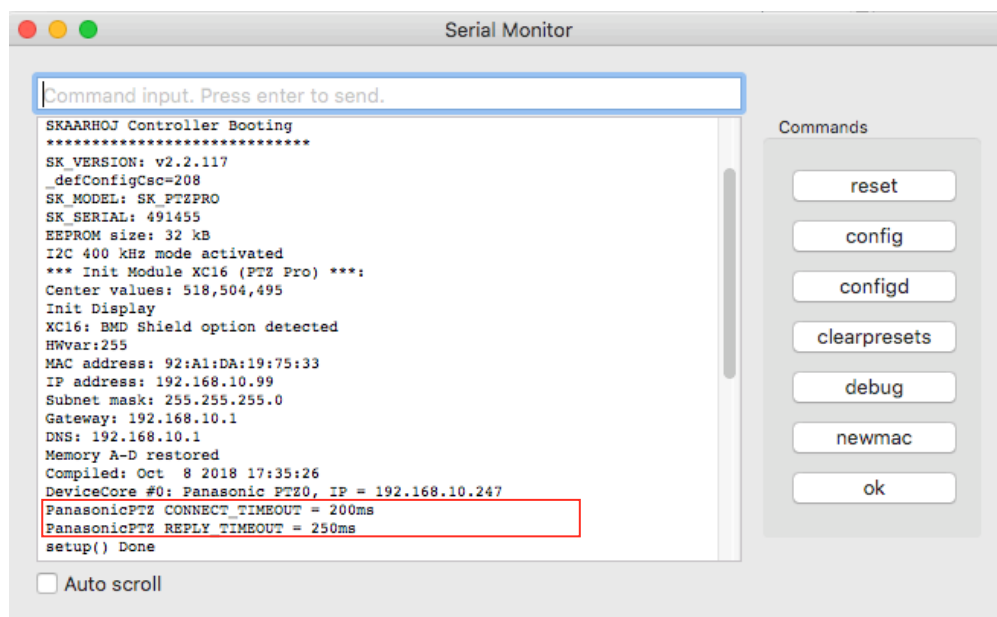 Serial Monitor
Command input. Press enter to send.
SKAARHOJ Controller Booting
*****************************
SK_VERSION: v2.2.117
_defConfigCsc=208
SK_MODEL: SK_PTZPRO
SK_SERIAL: 491455
EEPROM size: 32 kB
I2C 400 kHz mode activated
*** Init Module XC16 (PTZ Pro) ***:
Center values: 518,504,495
Init Display
XC16: BMD Shield option detected
HWvar:255
MAC address: 92:A1:DA:19:75:33
IP address: 192.168.10.99
Subnet mask: 255.255.255.0
Gateway: 192.168.10.1
DNS: 192.168.10.1
Memory A-D restored
Compiled: Oct  8 2018 17:35:26
DeviceCore #0: Panasonic PTZ0, IP = 192.168.10.247
PanasonicPTZ CONNECT_TIMEOUT = 200ms
PanasonicPTZ REPLY_TIMEOUT = 250ms
setup() Done
Auto scroll
Commands
reset
config
configd
clearpresets
debug
newmac
ok